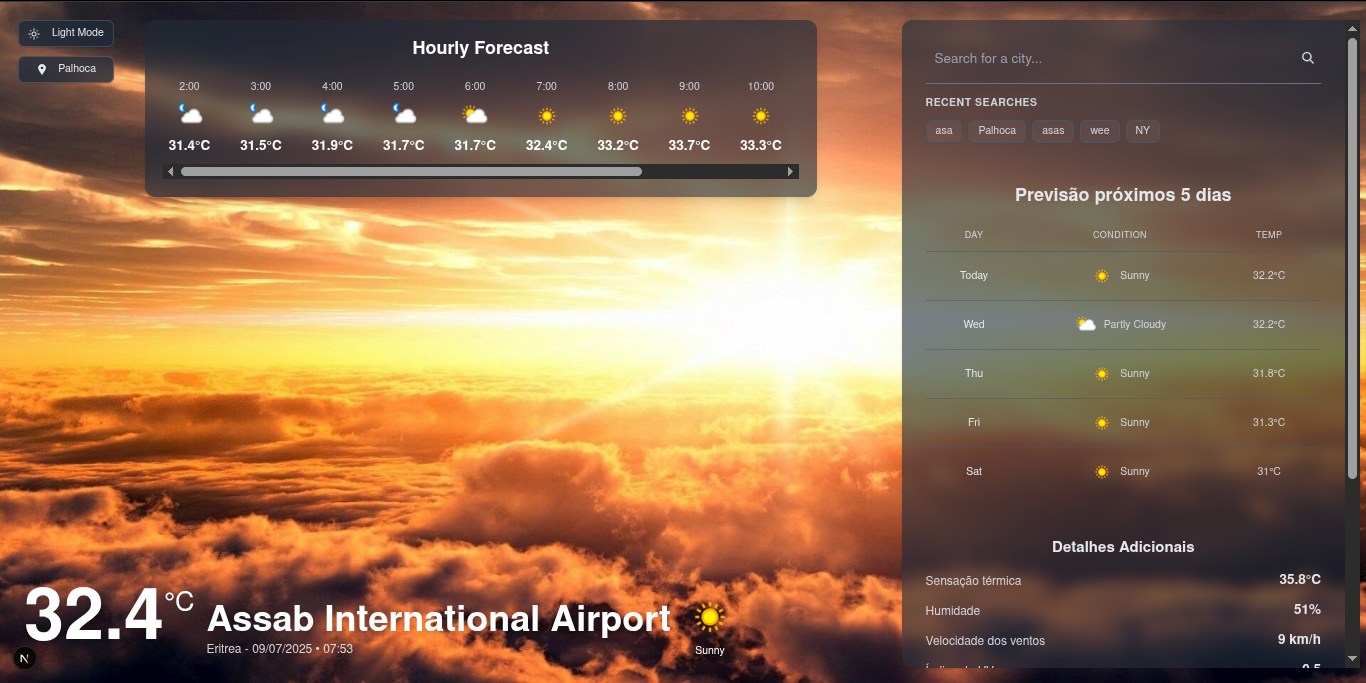 Light Mode
Palhoca
Hourly Forecast
2:00 3:00 4:00 5:00 6:00 7:00 8:00 9:00 10:00
31.4°C 31.5°C 31.9°C 31.7°C 31.7°C 32.4°C 33.2°C 33.7°C 33.3°C
32.4°C
Assab International Airport
Eritrea - 09/07/2025 • 07:53
Sunny
N
Search for a city...
RECENT SEARCHES
asa Palhoca asas wee NY
Previsão próximos 5 dias
DAY CONDITION TEMP
Today Sunny 32.2°C
Wed Partly Cloudy 32.2°C
Thu Sunny 31.8°C
Fri Sunny 31.3°C
Sat Sunny 31°C
Detalhes Adicionais
Sensação térmica 35.8°C
Humidade 51%
Velocidade dos ventos 9 km/h